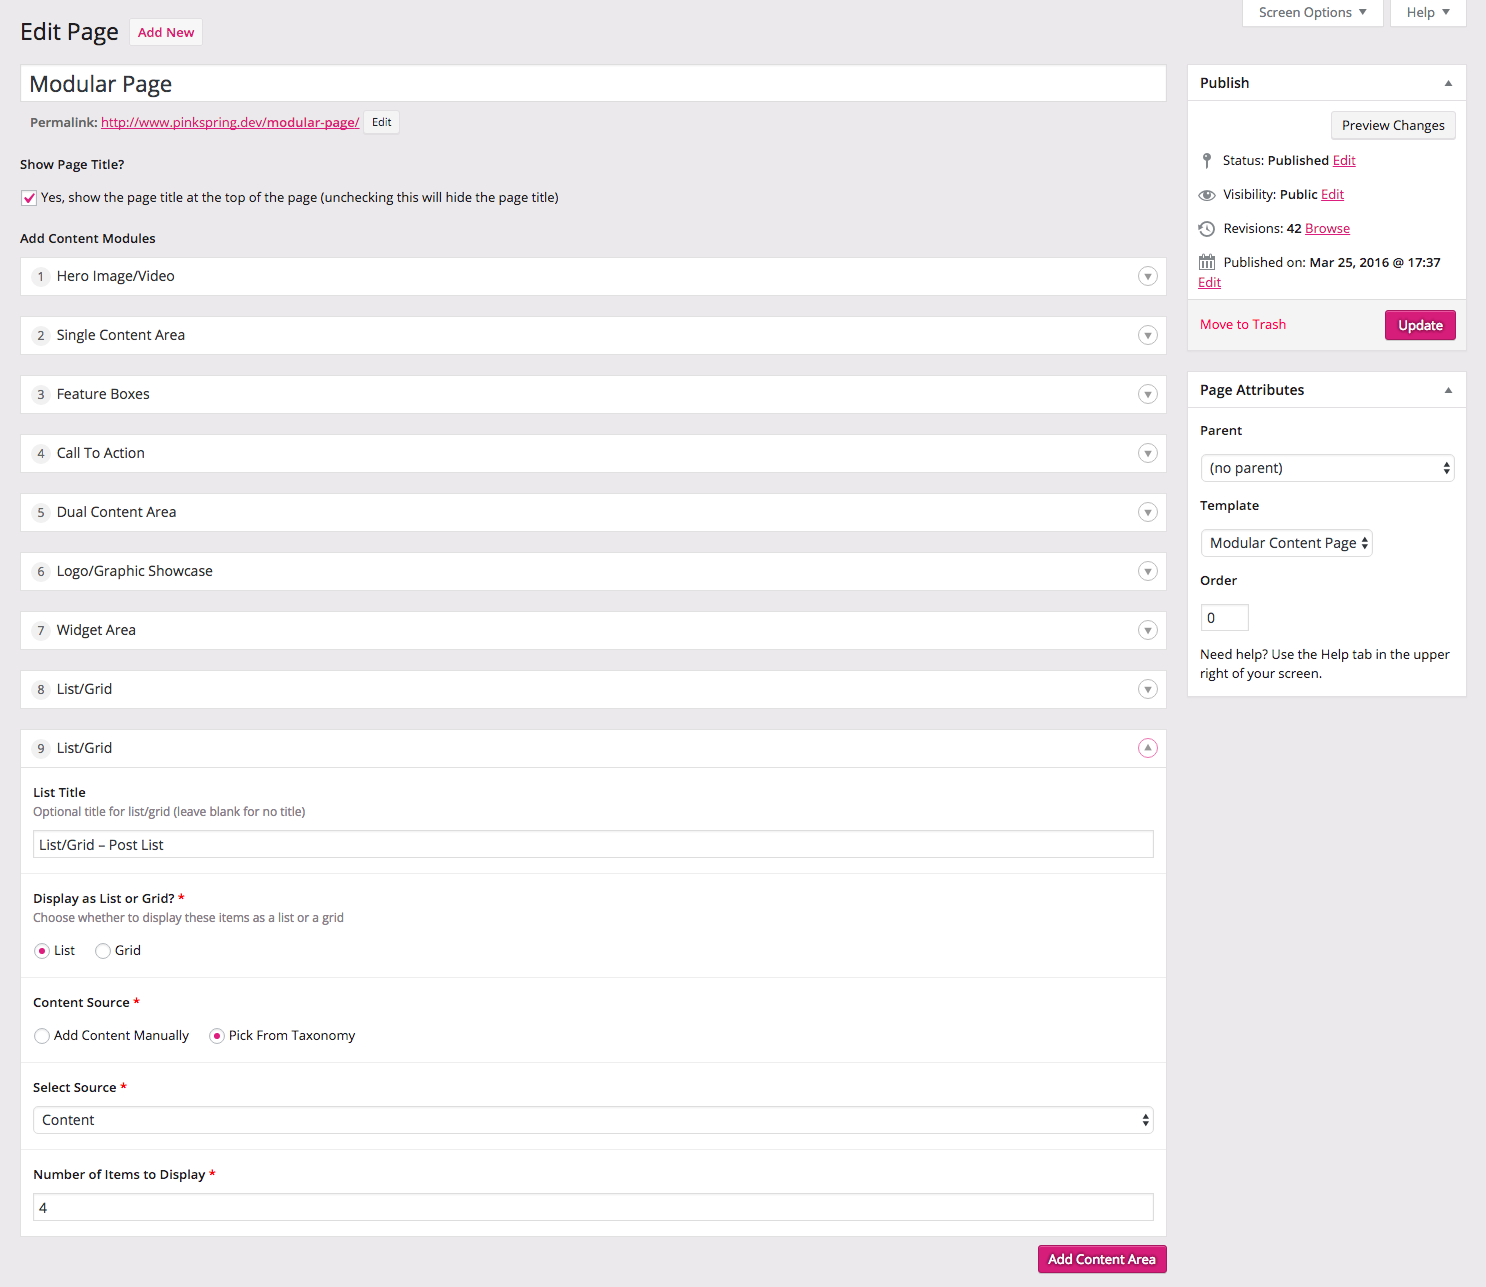 Screen Options
Help
Edit Page
Add New
Modular Page
Permalink: http://www.pinkspring.dev/modular-page/ Edit
Show Page Title?
Yes, show the page title at the top of the page (unchecking this will hide the page title)
Add Content Modules
1 Hero Image/Video
2 Single Content Area
3 Feature Boxes
4 Call To Action
5 Dual Content Area
6 Logo/Graphic Showcase
7 Widget Area
8 List/Grid
9 List/Grid
List Title
Optional title for list/grid (leave blank for no title)
List/Grid – Post List
Display as List or Grid? *
Choose whether to display these items as a list or a grid
List Grid
Content Source *
Add Content Manually Pick From Taxonomy
Select Source *
Content
Number of Items to Display *
4
Add Content Area
Publish
Preview Changes
Status: Published Edit
Visibility: Public Edit
Revisions: 42 Browse
Published on: Mar 25, 2016 @ 17:37
Edit
Move to Trash
Update
Page Attributes
Parent
(no parent)
Template
Modular Content Page
Order
0
Need help? Use the Help tab in the upper
right of your screen.